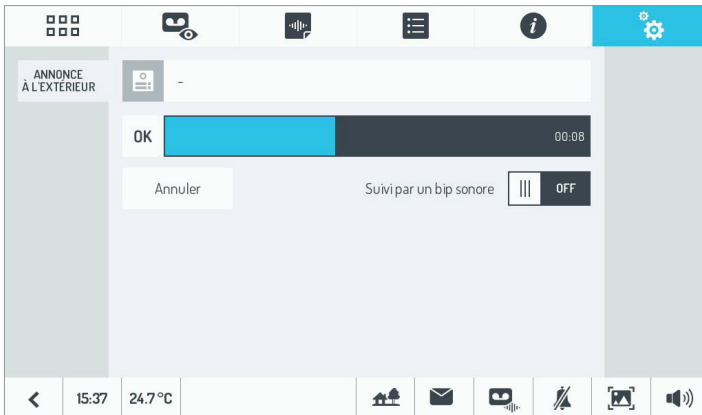 ANNONCE
À L'EXTÉRIEUR
-
OK
00:08
Annuler
Suivi par un bip sonore
OFF
15:37
24.7 °C